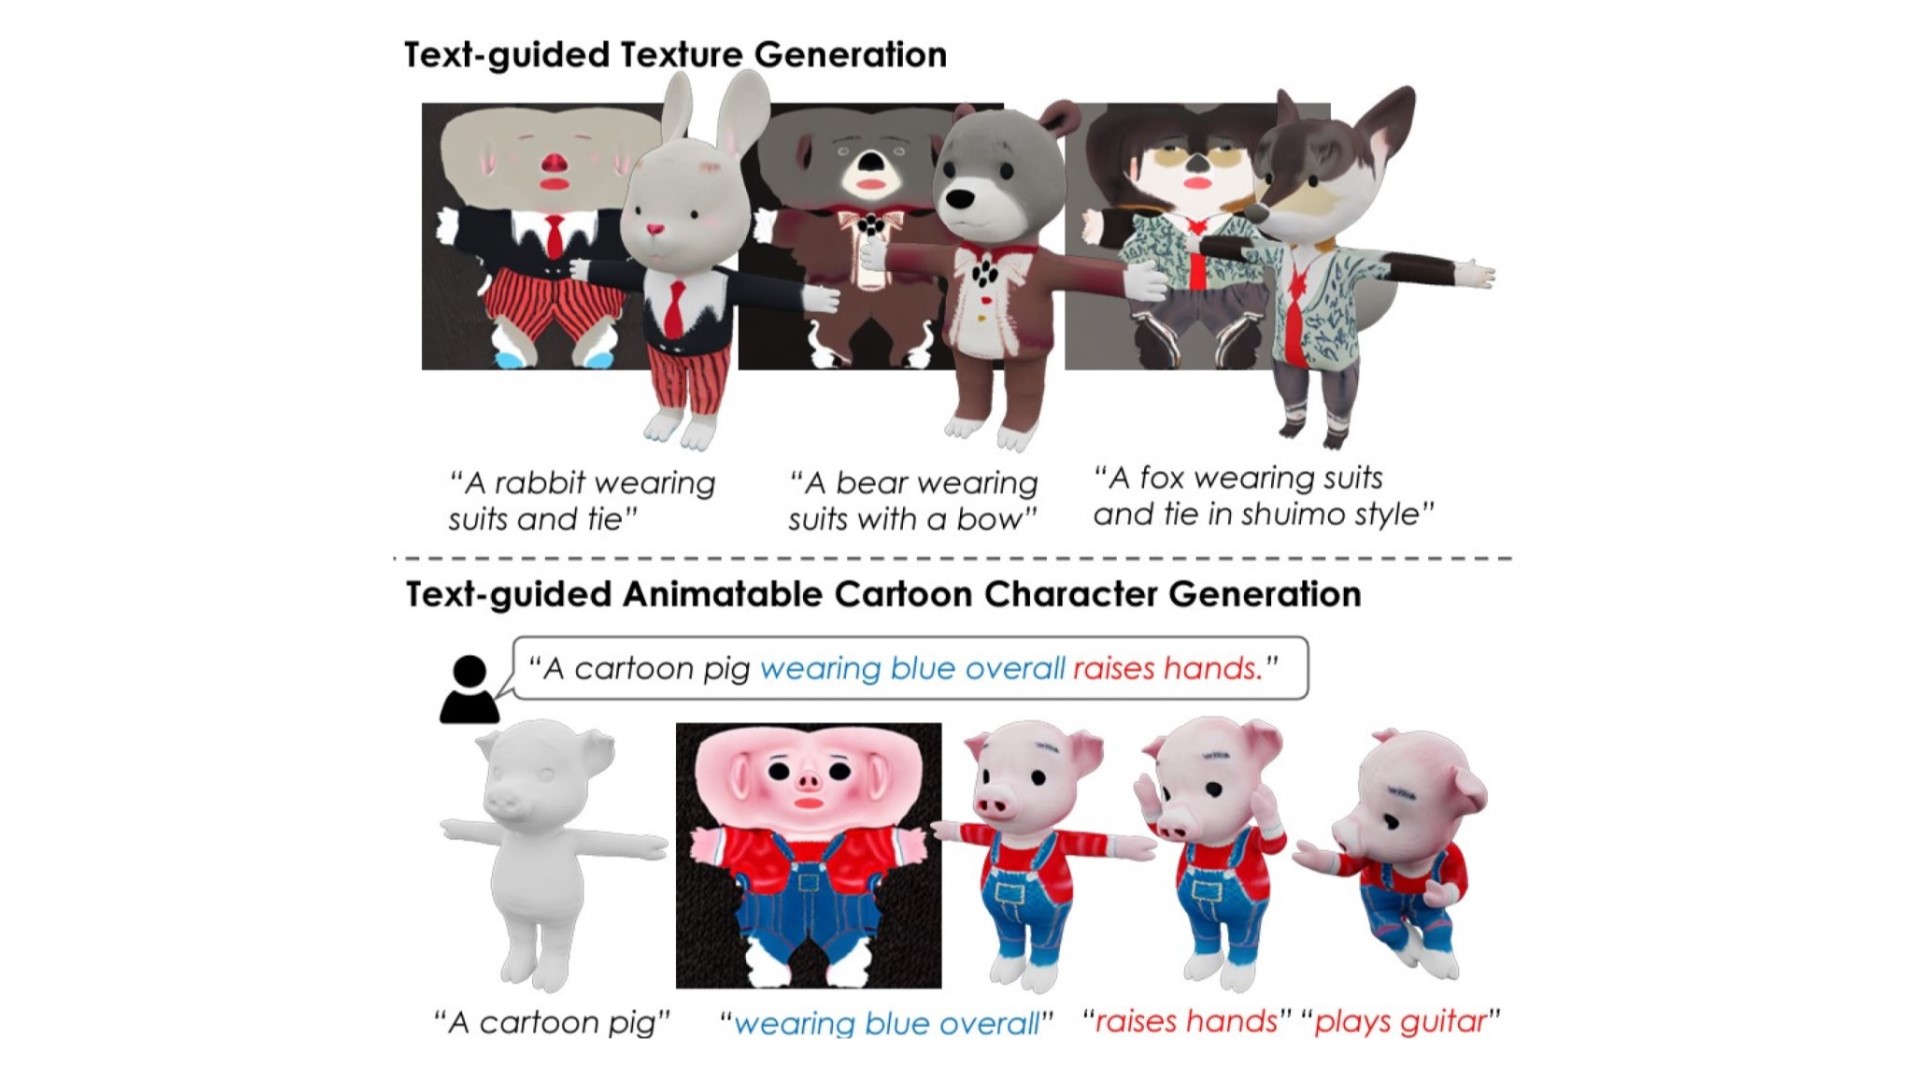 Text-guided Texture Generation
“A rabbit wearing
suits and tie”
“A bear wearing
suits with a bow”
“A fox wearing suits
and tie in shuimo style”
Text-guided Animatable Cartoon Character Generation
“A cartoon pig wearing blue overall raises hands.”
“A cartoon pig”
“wearing blue overall”
“raises hands”
“plays guitar”